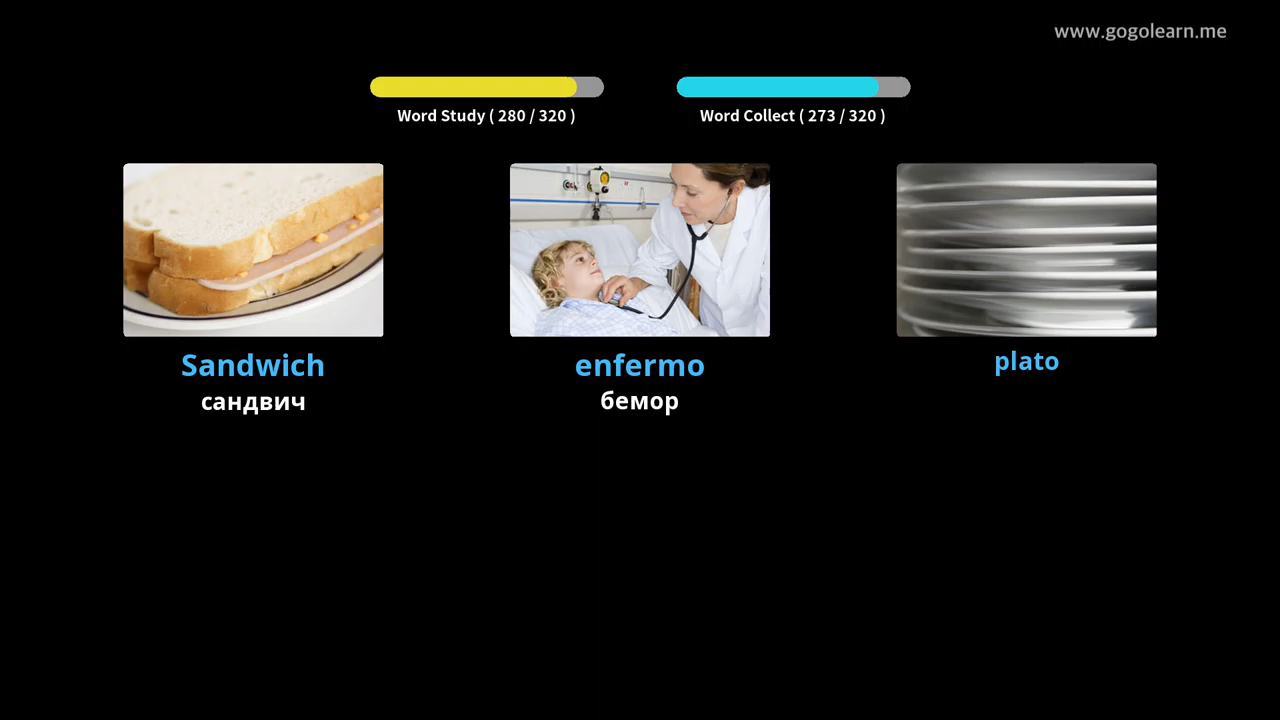 www.gogolearn.me
Word Study ( 280 / 320 )
Word Collect ( 273 / 320 )
Sandwich
сандвич
enfermo
бемор
plato